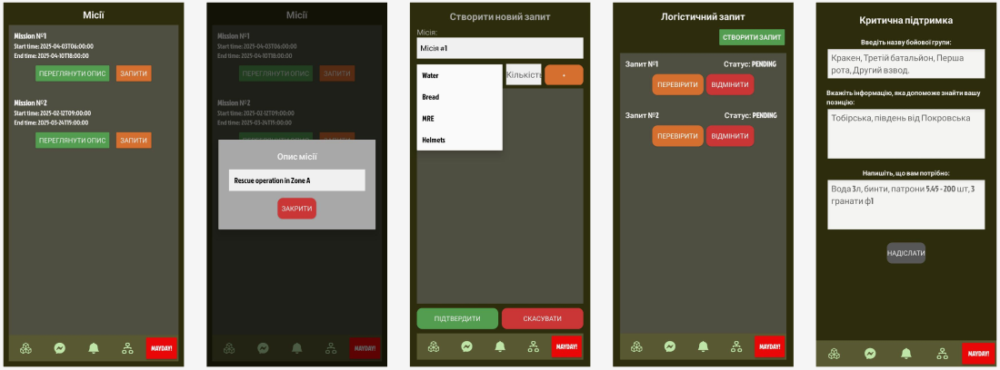 Місії
Mission №1
Start time: 2025-04-03T06:00:00
End time: 2025-04-10T18:00:00
ПЕРЕГЛЯНУТИ ОПИС
ЗАПИТИ
Mission №2
Start time: 2025-02-12T09:00:00
End time: 2025-03-24T15:00:00
ПЕРЕГЛЯНУТИ ОПИС
ЗАПИТИ
MAYDAY!
Місії
Mission №1
Start time: 2025-04-03T06:00:00
End time: 2025-04-10T18:00:00
ПЕРЕГЛЯНУТИ ОПИС
ЗАПИТИ
Mission №2
Start time: 2025-02-12T09:00:00
End time: 2025-03-24T15:00:00
Опис місії
Rescue operation in Zone A
ЗАКРИТИ
MAYDAY!
Створити новий запит
Місія:
Місія #1
Water
Bread
MRE
Helmets
Кількість
+
ПІДТВЕРДИТИ
СКАСУВАТИ
MAYDAY!
Логістичний запит
СТВОРИТИ ЗАПИТ
Запит №1
Статус: PENDING
ПЕРЕВІРИТИ
ВІДМІНИТИ
Запит №2
Статус: PENDING
ПЕРЕВІРИТИ
ВІДМІНИТИ
MAYDAY!
Критична підтримка
Введіть назву бойової групи:
Кракен, Третій батальйон, Перша
рота, Другий взвод.
Вкажіть інформацію, яка допоможе знайти вашу
позицію:
Тобірська, південь від Покровська
Напишіть, що вам потрібно:
Вода 3л, бинти, патрони 5,45 - 200 шт, 3
гранати ф1
НАДІСЛАТИ
MAYDAY!